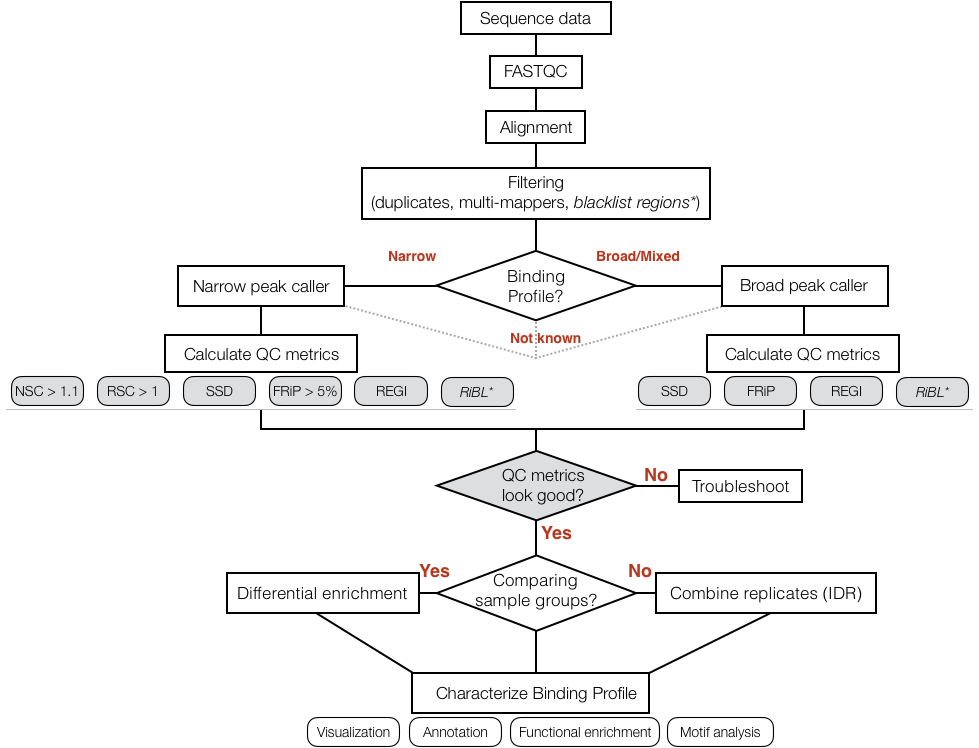 Sequence data
FASTQC
Alignment
Filtering
(duplicates, multi-mappers, blacklist regions*)
Narrow
Broad/Mixed
Narrow peak caller
Binding
Profile?
Broad peak caller
Not known
Calculate QC metrics
Calculate QC metrics
NSC > 1.1
RSC > 1
SSD
FRiP > 5%
REGI
RiBL*
SSD
FRiP
REGI
RiBL*
QC metrics
look good?
No
Troubleshoot
Yes
Yes
No
Differential enrichment
Comparing
sample groups?
Combine replicates (IDR)
Characterize Binding Profile
Visualization
Annotation
Functional enrichment
Motif analysis